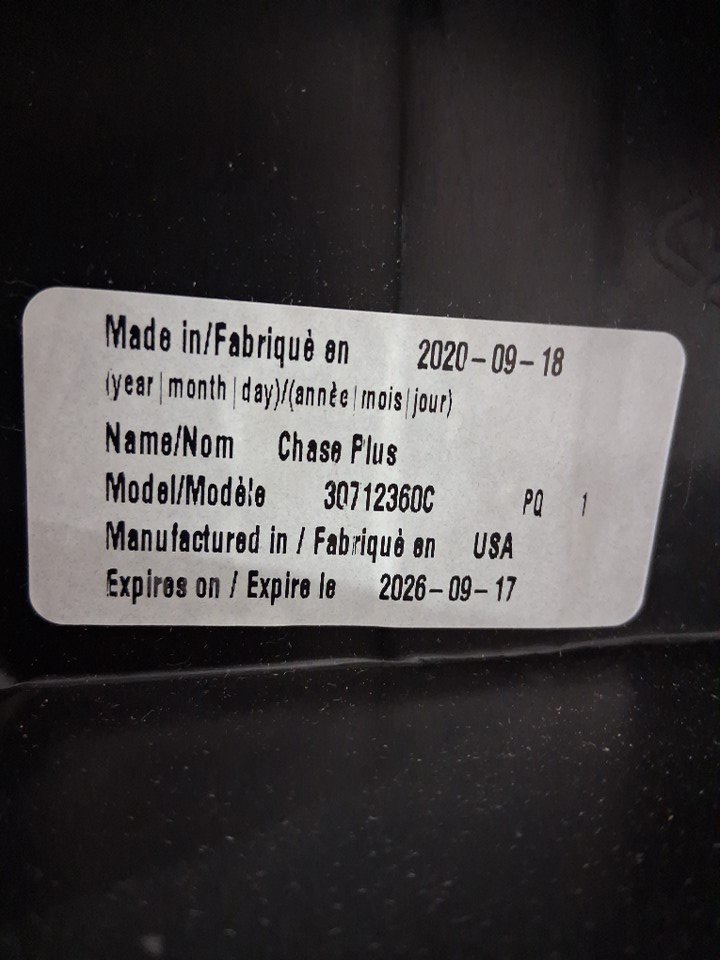 Made in/Fabriquè en 2020-09-18
(year|month|day)/(année|mois|jour)
Name/Nom Chase Plus
Model/Modèle 30712360C PQ 1
Manufactured in / Fabriquè en USA
Expires on / Expire le 2026-09-17